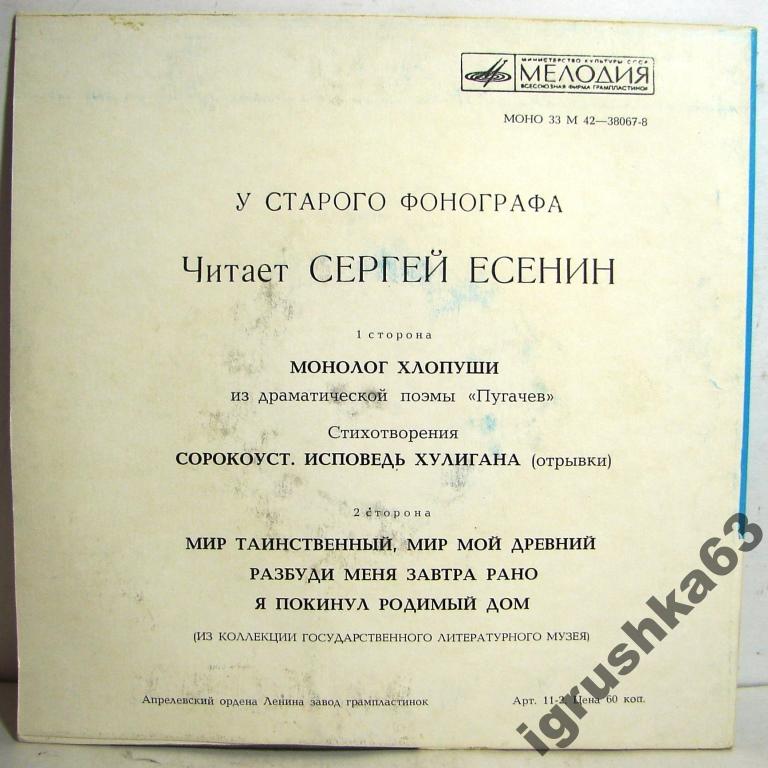 МИНИСТЕРСТВО КУЛЬТУРЫ СССР
МЕЛОДИЯ
ВСЕСОЮЗНАЯ ФИРМА ГРАМПЛАСТИНОК
МОНО 33 М 42—38067-8
У СТАРОГО ФОНОГРАФА
Читает СЕРГЕЙ ЕСЕНИН
1 сторона
МОНОЛОГ ХЛОПУШИ
из драматической поэмы «Пугачев»
Стихотворения
СОРОКОУСТ. ИСПОВЕДЬ ХУЛИГАНА (отрывки)
2 сторона
МИР ТАИНСТВЕННЫЙ, МИР МОЙ ДРЕВНИЙ
РАЗБУДИ МЕНЯ ЗАВТРА РАНО
Я ПОКИНУЛ РОДИМЫЙ ДОМ
(ИЗ КОЛЛЕКЦИИ ГОСУДАРСТВЕННОГО ЛИТЕРАТУРНОГО МУЗЕЯ)
Апрелевский ордена Ленина завод грампластинок
Арт. 11-2. Цена 60 коп.
igrushka63